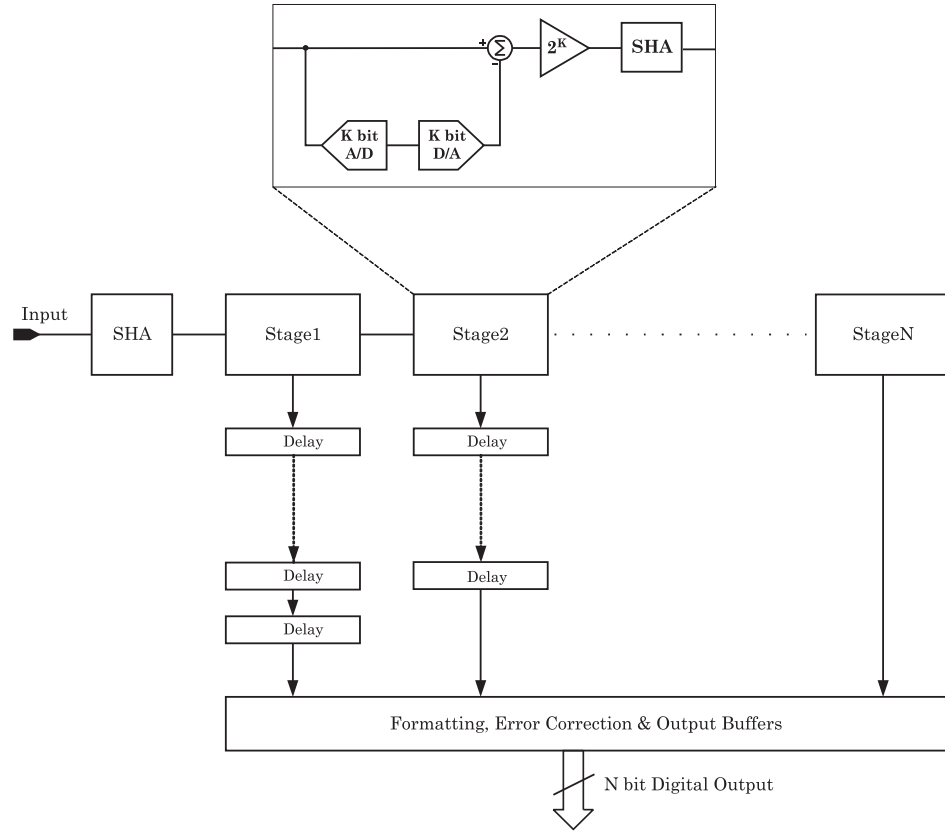 +
Σ
-
2^K
SHA
K bit
A/D
K bit
D/A
Input
SHA
Stage1
Stage2
StageN
Delay
Delay
Delay
Delay
Delay
Formatting, Error Correction & Output Buffers
N bit Digital Output